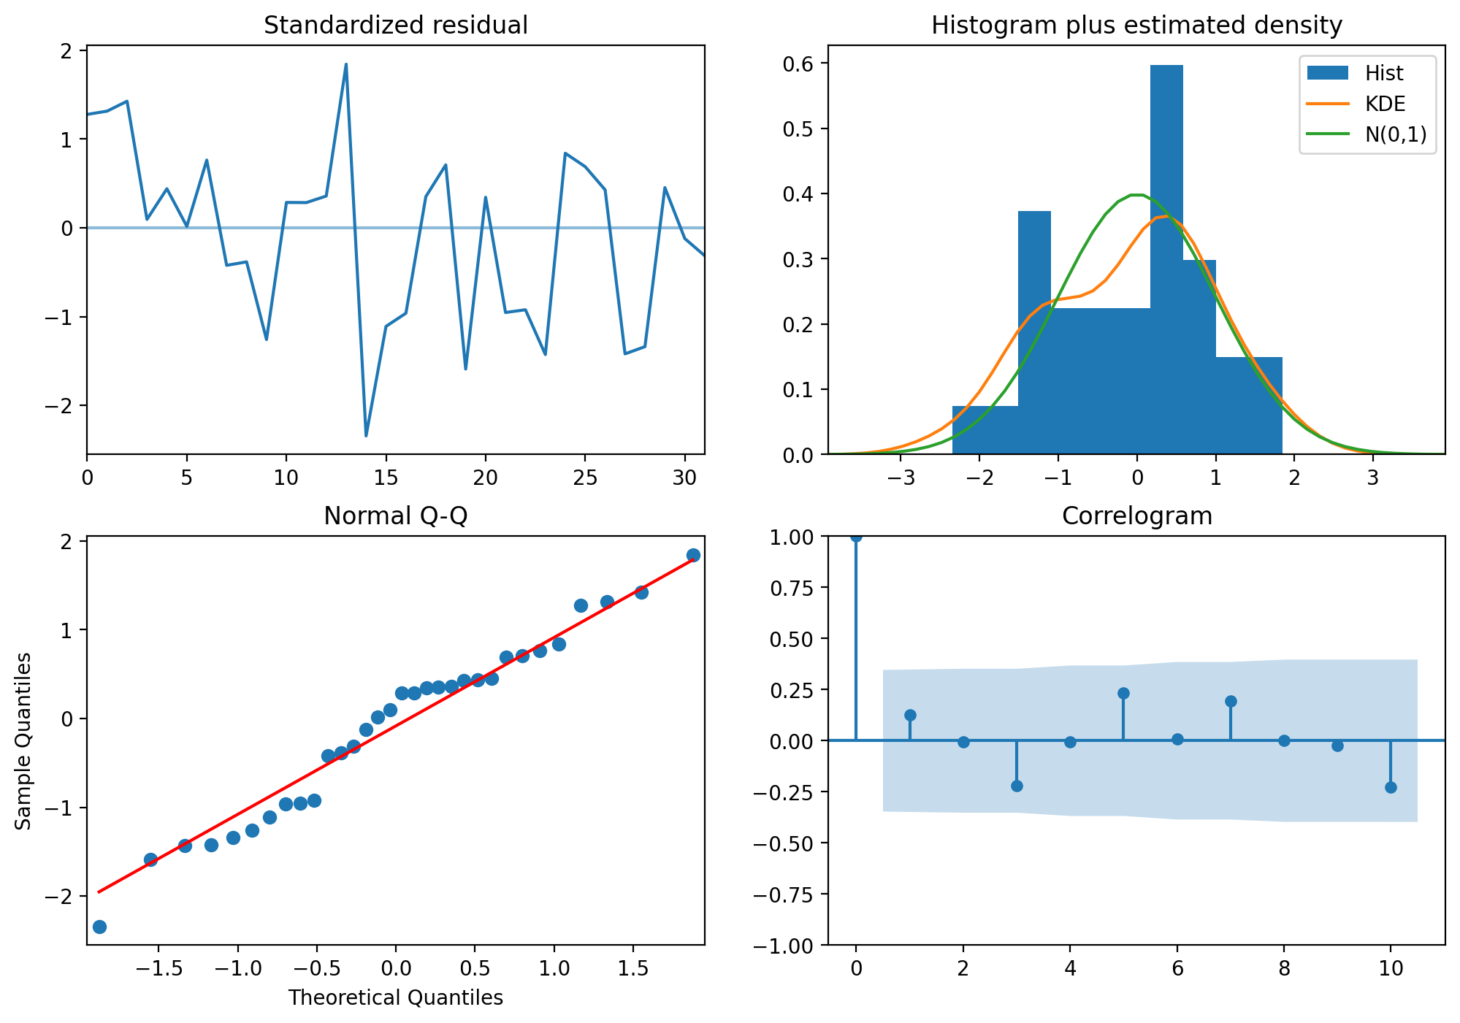 Standardized residual
2
1
0
−1
−2
0 5 10 15 20 25 30
Histogram plus estimated density
0.6
0.5
0.4
0.3
0.2
0.1
0.0
−3 −2 −1 0 1 2 3
Hist
KDE
N(0,1)
Normal Q-Q
Sample Quantiles
2
1
0
−1
−2
−1.5 −1.0 −0.5 0.0 0.5 1.0 1.5
Theoretical Quantiles
Correlogram
1.00
0.75
0.50
0.25
0.00
−0.25
−0.50
−0.75
−1.00
0 2 4 6 8 10